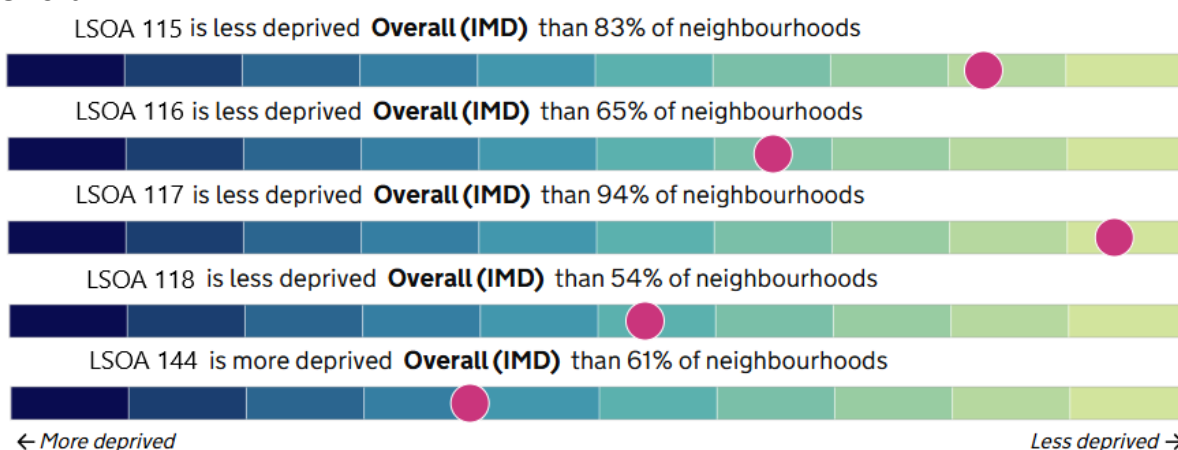 LSOA 115 is less deprived Overall (IMD) than 83% of neighbourhoods
LSOA 116 is less deprived Overall (IMD) than 65% of neighbourhoods
LSOA 117 is less deprived Overall (IMD) than 94% of neighbourhoods
LSOA 118 is less deprived Overall (IMD) than 54% of neighbourhoods
LSOA 144 is more deprived Overall (IMD) than 61% of neighbourhoods
← More deprived
Less deprived →